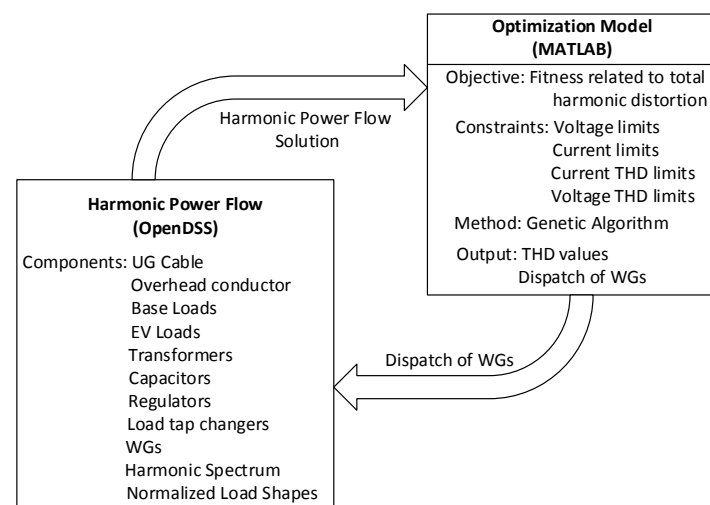 Optimization Model
(MATLAB)
Objective: Fitness related to total
harmonic distortion
Constraints: Voltage limits
Current limits
Current THD limits
Voltage THD limits
Method: Genetic Algorithm
Output: THD values
Dispatch of WGs
Harmonic Power Flow
Solution
Harmonic Power Flow
(OpenDSS)
Components: UG Cable
Overhead conductor
Base Loads
EV Loads
Transformers
Capacitors
Regulators
Load tap changers
WGs
Harmonic Spectrum
Normalized Load Shapes
Dispatch of WGs